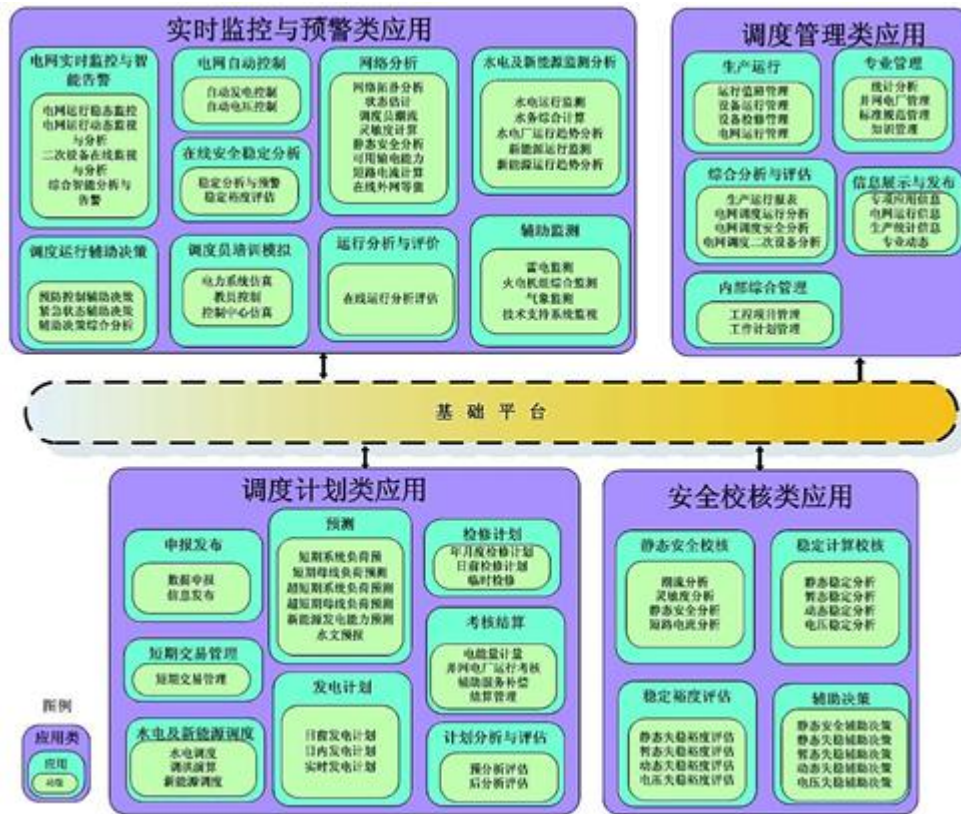 实时监控与预警类应用
电网实时监控与智
能告警
电网运行稳态监控
电网运行动态监视
与分析
二次设备在线监视
与分析
综合智能分析与
告警
电网自动控制
自动发电控制
自动电压控制
在线安全稳定分析
稳定分析与预警
稳定裕度评估
网络分析
网络拓扑分析
状态估计
调度员潮流
灵敏度计算
静态安全分析
可用输电能力
短路电流计算
在线外网等值
水电及新能源监测分析
水电运行监测
水务综合计算
水电厂运行趋势分析
新能源运行监测
新能源运行趋势分析
调度运行辅助决策
预防控制辅助决策
紧急状态辅助决策
辅助决策综合分析
调度员培训模拟
电力系统仿真
教员控制
控制中心仿真
运行分析与评价
在线运行分析评估
辅助监测
雷电监测
火电机组综合监测
气象监测
技术支持系统监视
调度管理类应用
生产运行
运行值班管理
设备运行管理
设备检修管理
电网运行管理
专业管理
统计分析
并网电厂管理
标准规范管理
知识管理
综合分析与评估
生产运行报表
电网调度运行分析
电网调度安全分析
电网调度二次设备分析
信息展示与发布
专项应用信息
电网运行信息
生产统计信息
专业动态
内部综合管理
工程项目管理
工作计划管理
基础平台
调度计划类应用
申报发布
数据申报
信息发布
短期交易管理
短期交易管理
水电及新能源调度
水电调度
调洪演算
新能源调度
预测
短期系统负荷预
短期母线负荷预测
超短期系统负荷预测
超短期母线负荷预测
新能源发电能力预测
水文预报
发电计划
日前发电计划
日内发电计划
实时发电计划
检修计划
年月度检修计划
日前检修计划
临时检修
考核结算
电能量计量
并网电厂运行考核
辅助服务补偿
结算管理
计划分析与评估
预分析评估
后分析评估
安全校核类应用
静态安全校核
潮流分析
灵敏度分析
静态安全分析
短路电流分析
稳定计算校核
静态稳定分析
暂态稳定分析
动态稳定分析
电压稳定分析
稳定裕度评估
静态失稳裕度评估
暂态失稳裕度评估
动态失稳裕度评估
电压失稳裕度评估
辅助决策
静态安全辅助决策
静态失稳辅助决策
暂态失稳辅助决策
动态失稳辅助决策
电压失稳辅助决策
图例
应用类
应用
功能